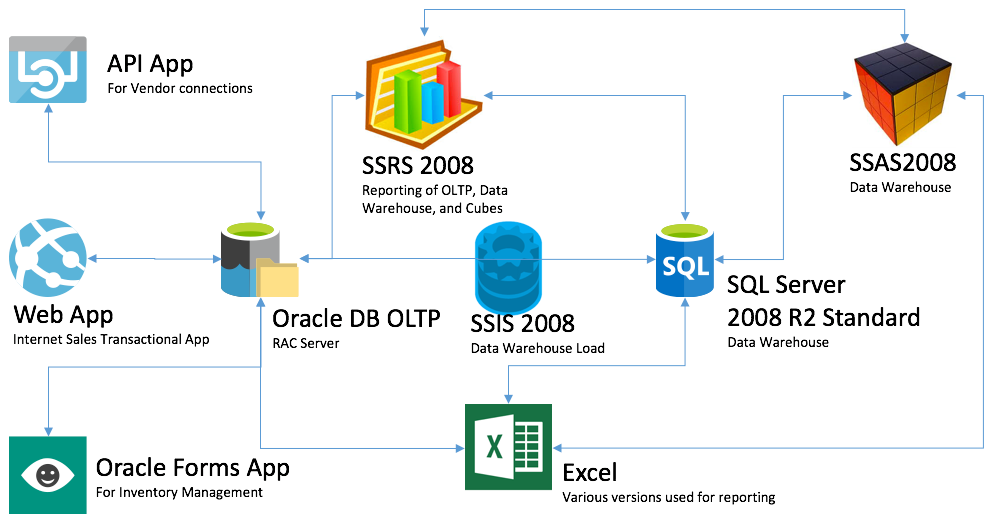 API App
For Vendor connections
SSRS 2008
Reporting of OLTP, Data
Warehouse, and Cubes
SSAS2008
Data Warehouse
Web App
Internet Sales Transactional App
Oracle DB OLTP
RAC Server
SSIS 2008
Data Warehouse Load
SQL
SQL Server
2008 R2 Standard
Data Warehouse
Oracle Forms App
For Inventory Management
X
Excel
Various versions used for reporting